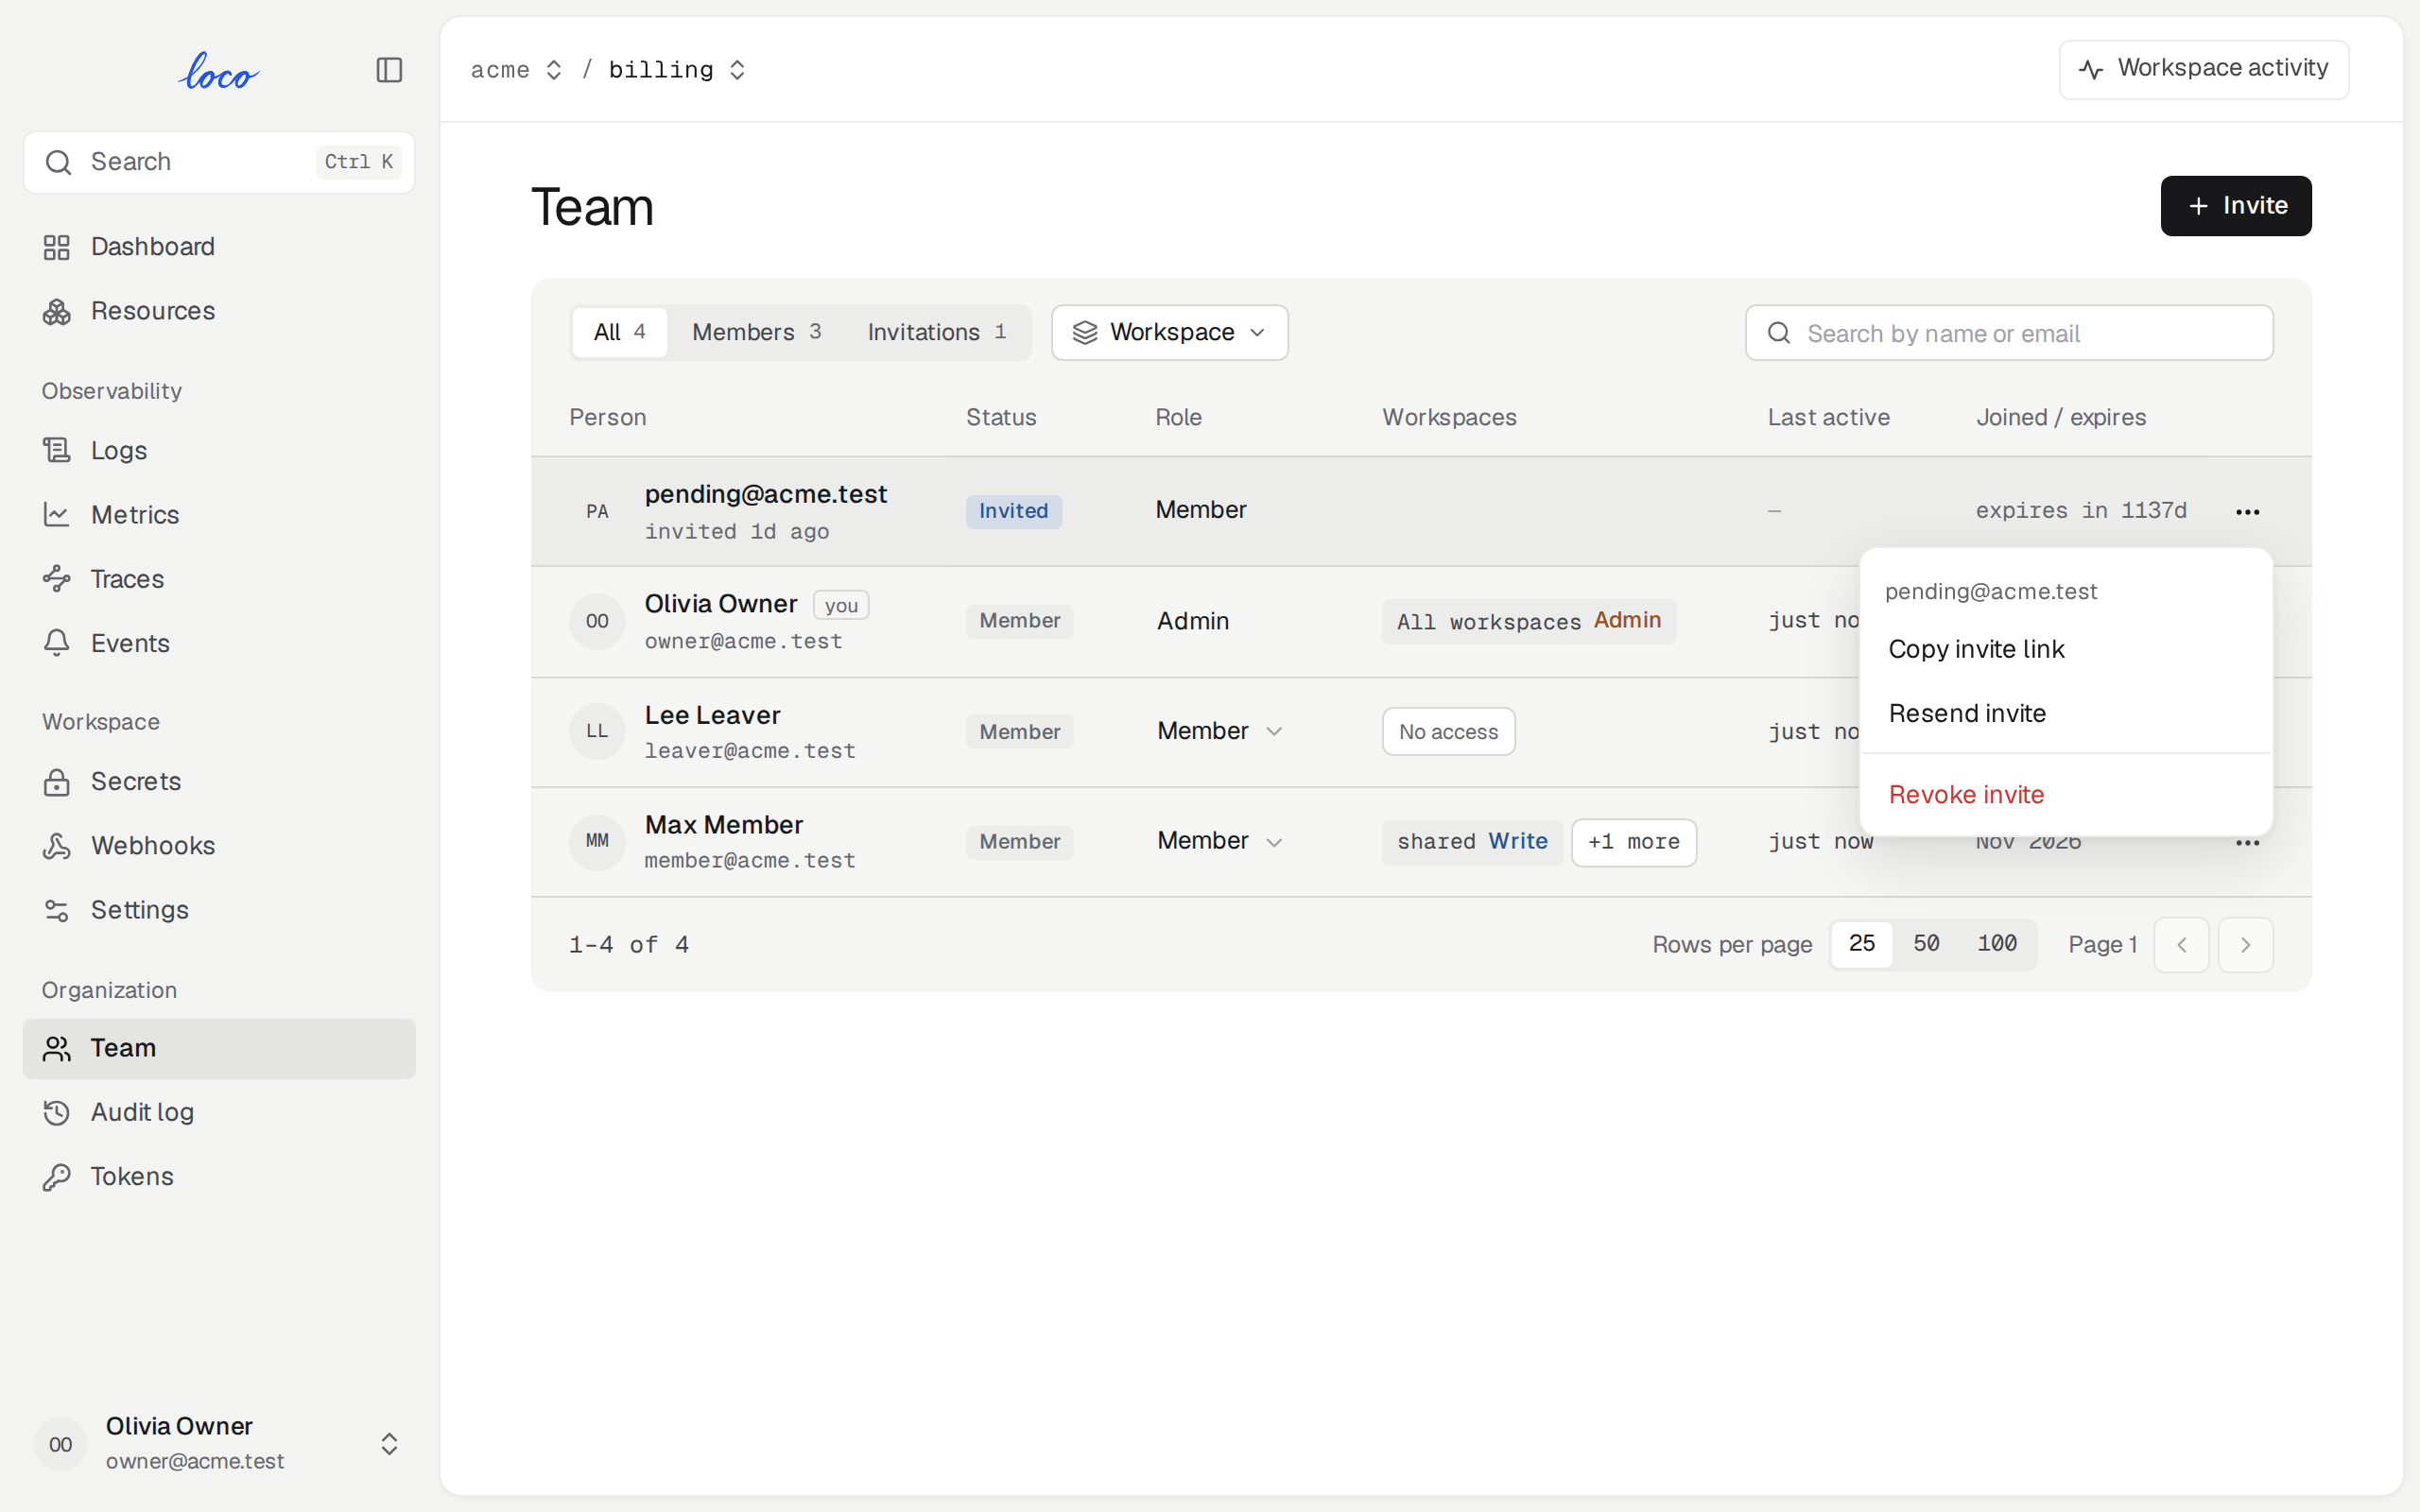 loco
Search Ctrl K
Dashboard
Resources
Observability
Logs
Metrics
Traces
Events
Workspace
Secrets
Webhooks
Settings
Organization
Team
Audit log
Tokens
OO Olivia Owner
owner@acme.test
acme / billing
Workspace activity
Team
Invite
All 4 Members 3 Invitations 1 Workspace
Search by name or email
Person Status Role Workspaces Last active Joined / expires
PA pending@acme.test Invited Member – expires in 1137d
invited 1d ago
OO Olivia Owner you Member Admin All workspaces Admin just no
owner@acme.test
LL Lee Leaver Member Member No access just no
leaver@acme.test
MM Max Member Member Member shared Write +1 more just now Nov 2026
member@acme.test
pending@acme.test
Copy invite link
Resend invite
Revoke invite
1–4 of 4 Rows per page 25 50 100 Page 1